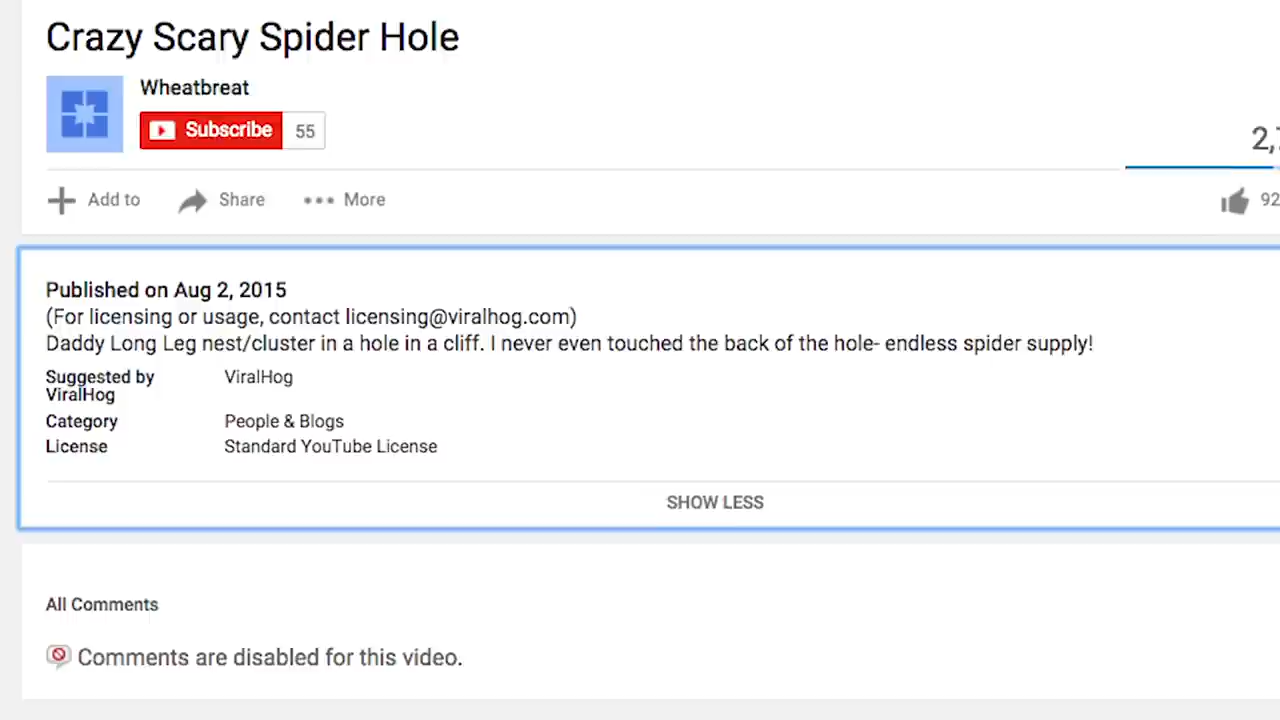 Crazy Scary Spider Hole
Wheatbreat
Subscribe 55
2,7
Add to Share More 92
Published on Aug 2, 2015
(For licensing or usage, contact licensing@viralhog.com)
Daddy Long Leg nest/cluster in a hole in a cliff. I never even touched the back of the hole- endless spider supply!
Suggested by ViralHog
ViralHog
Category People & Blogs
License Standard YouTube License
SHOW LESS
All Comments
Comments are disabled for this video.